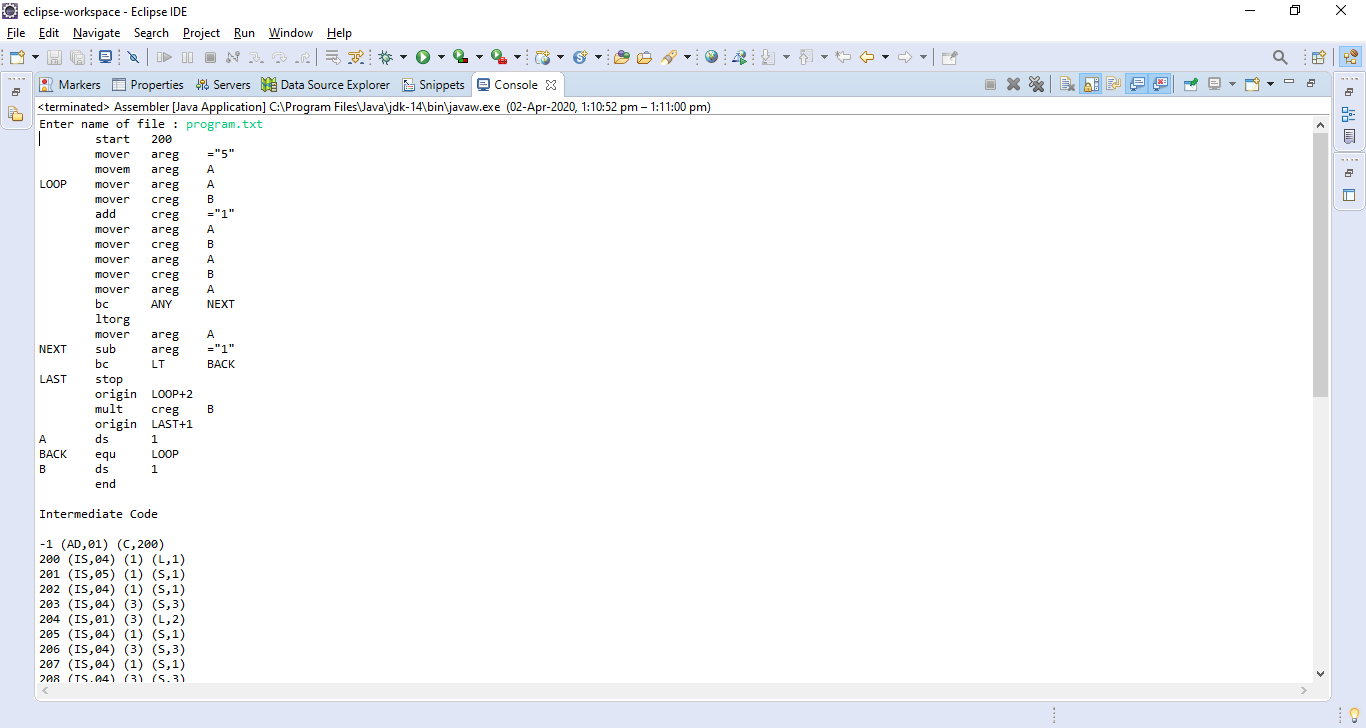 eclipse-workspace - Eclipse IDE
File Edit Navigate Search Project Run Window Help
Markers Properties Servers Data Source Explorer Snippets Console
<terminated> Assembler [Java Application] C:\Program Files\Java\jdk-14\bin\javaw.exe (02-Apr-2020, 1:10:52 pm – 1:11:00 pm)
Enter name of file : program.txt
start 200
mover areg ="5"
movem areg A
LOOP mover areg A
mover creg B
add creg ="1"
mover areg A
mover creg B
mover areg A
mover creg B
mover areg A
bc ANY NEXT
ltorg
mover areg A
NEXT sub areg ="1"
bc LT BACK
LAST stop
origin LOOP+2
mult creg B
origin LAST+1
A ds 1
BACK equ LOOP
B ds 1
end
Intermediate Code
-1 (AD,01) (C,200)
200 (IS,04) (1) (L,1)
201 (IS,05) (1) (S,1)
202 (IS,04) (1) (S,1)
203 (IS,04) (3) (S,3)
204 (IS,01) (3) (L,2)
205 (IS,04) (1) (S,1)
206 (IS,04) (3) (S,3)
207 (IS,04) (1) (S,1)
208 (IS,04) (3) (S,3)